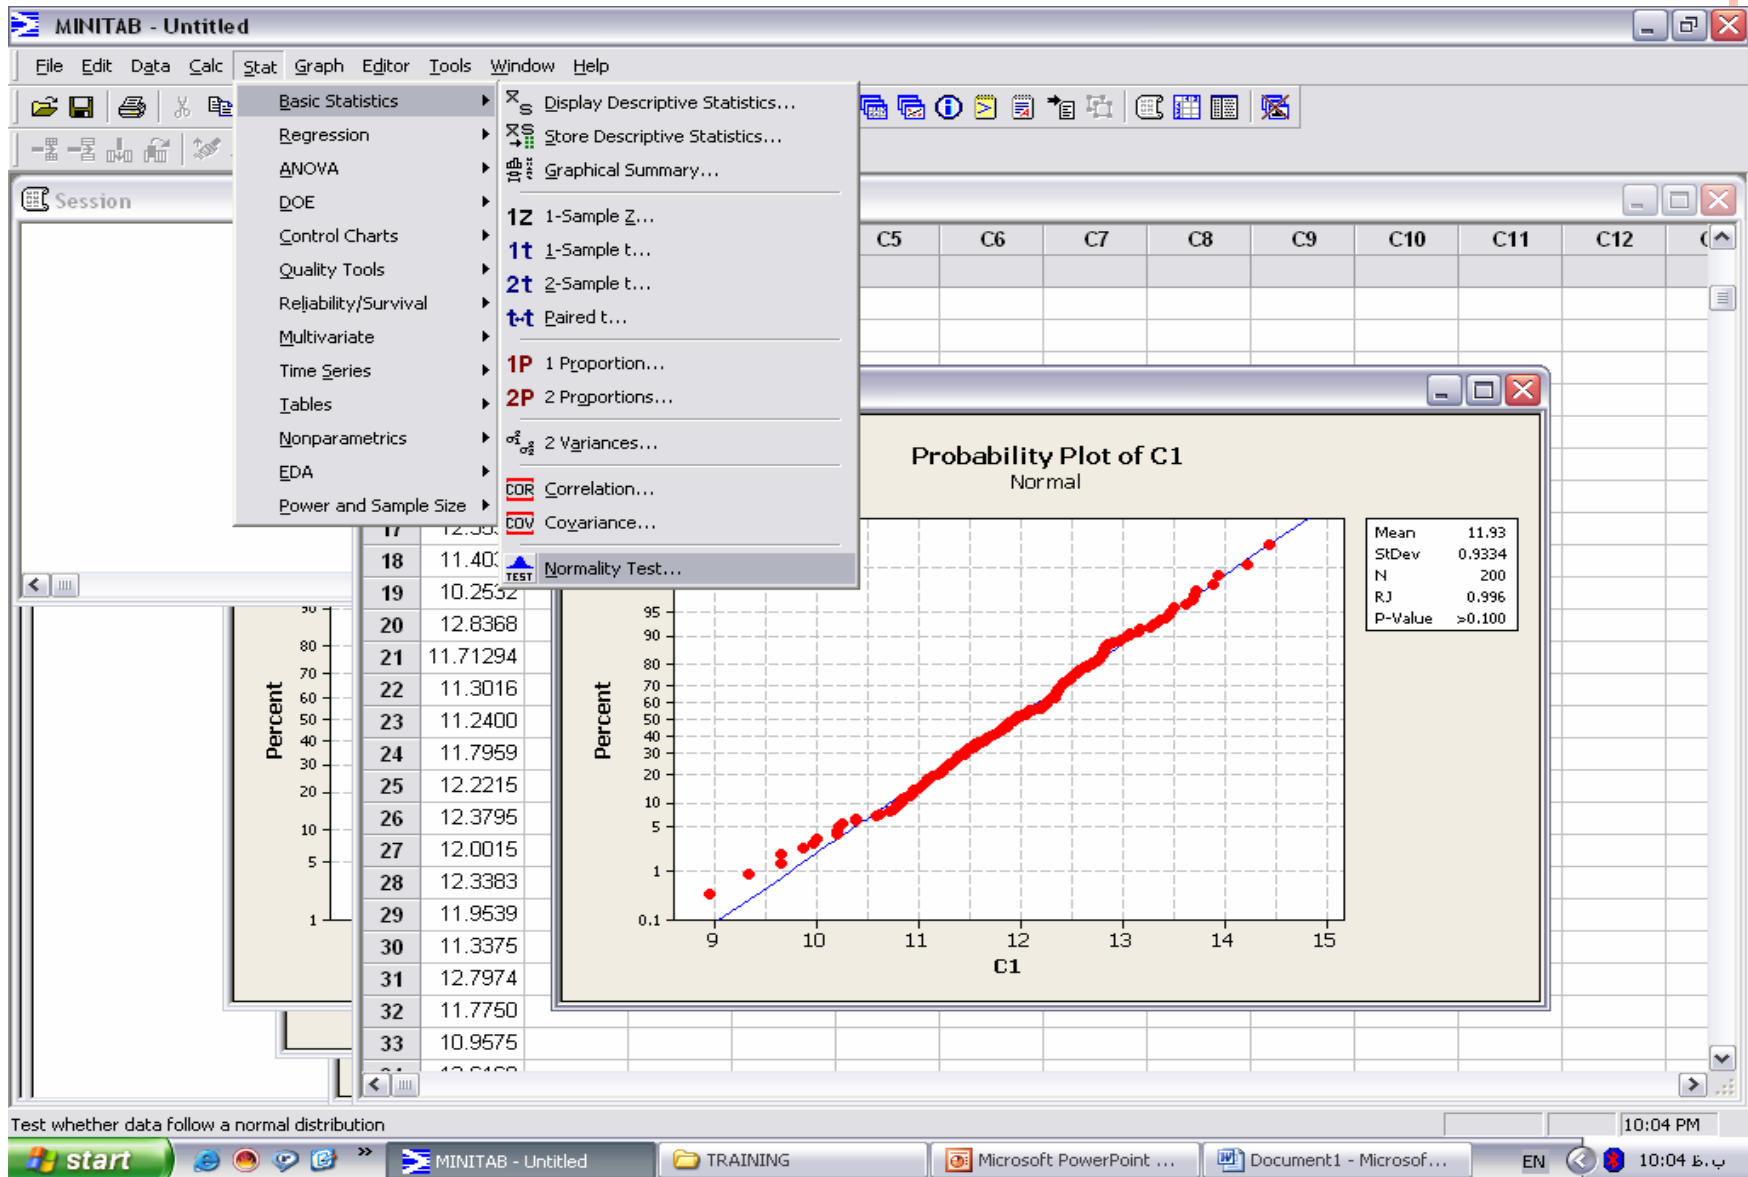 MINITAB - Untitled
File Edit Data Calc Stat Graph Editor Tools Window Help
Basic Statistics
Regression
ANOVA
DOE
Control Charts
Quality Tools
Reliability/Survival
Multivariate
Time Series
Tables
Nonparametrics
EDA
Power and Sample Size
Display Descriptive Statistics...
Store Descriptive Statistics...
Graphical Summary...
1Z 1-Sample Z...
1t 1-Sample t...
2t 2-Sample t...
t-t Paired t...
1P 1 Proportion...
2P 2 Proportions...
2 Variances...
COR Correlation...
COV Covariance...
TEST Normality Test...
Session
C5 C6 C7 C8 C9 C10 C11 C12
17
18 11.40
19 10.2532
20 12.8368
21 11.71294
22 11.3016
23 11.2400
24 11.7959
25 12.2215
26 12.3795
27 12.0015
28 12.3383
29 11.9539
30 11.3375
31 12.7974
32 11.7750
33 10.9575
Percent
90
80
70
60
50
40
30
20
10
5
1
Probability Plot of C1
Normal
Mean 11.93
StDev 0.9334
N 200
RJ 0.996
P-Value >0.100
Percent
95
90
80
70
60
50
40
30
20
10
5
1
0.1
9 10 11 12 13 14 15
C1
Test whether data follow a normal distribution
10:04 PM
start
MINITAB - Untitled
TRAINING
Microsoft PowerPoint ...
Document1 - Microsof...
EN
10:04 ب.ظ